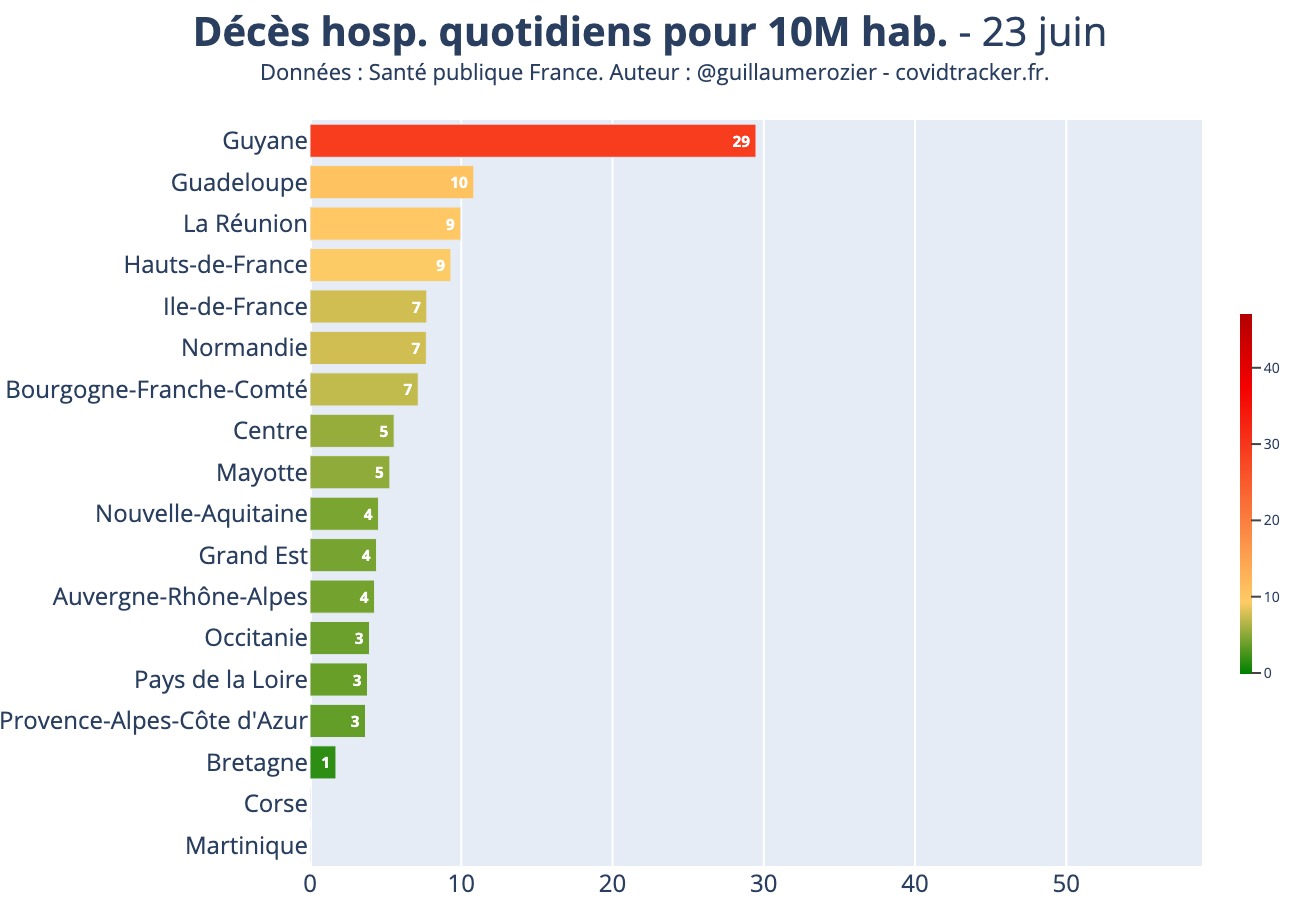 Décès hosp. quotidiens pour 10M hab. - 23 juin
Données : Santé publique France. Auteur : @guillaumerozier - covidtracker.fr.
Guyane 29
Guadeloupe 10
La Réunion 9
Hauts-de-France 9
Ile-de-France 7
Normandie 7
Bourgogne-Franche-Comté 7
Centre 5
Mayotte 5
Nouvelle-Aquitaine 4
Grand Est 4
Auvergne-Rhône-Alpes 4
Occitanie 3
Pays de la Loire 3
Provence-Alpes-Côte d'Azur 3
Bretagne 1
Corse
Martinique
0 10 20 30 40 50
40
30
20
10
0